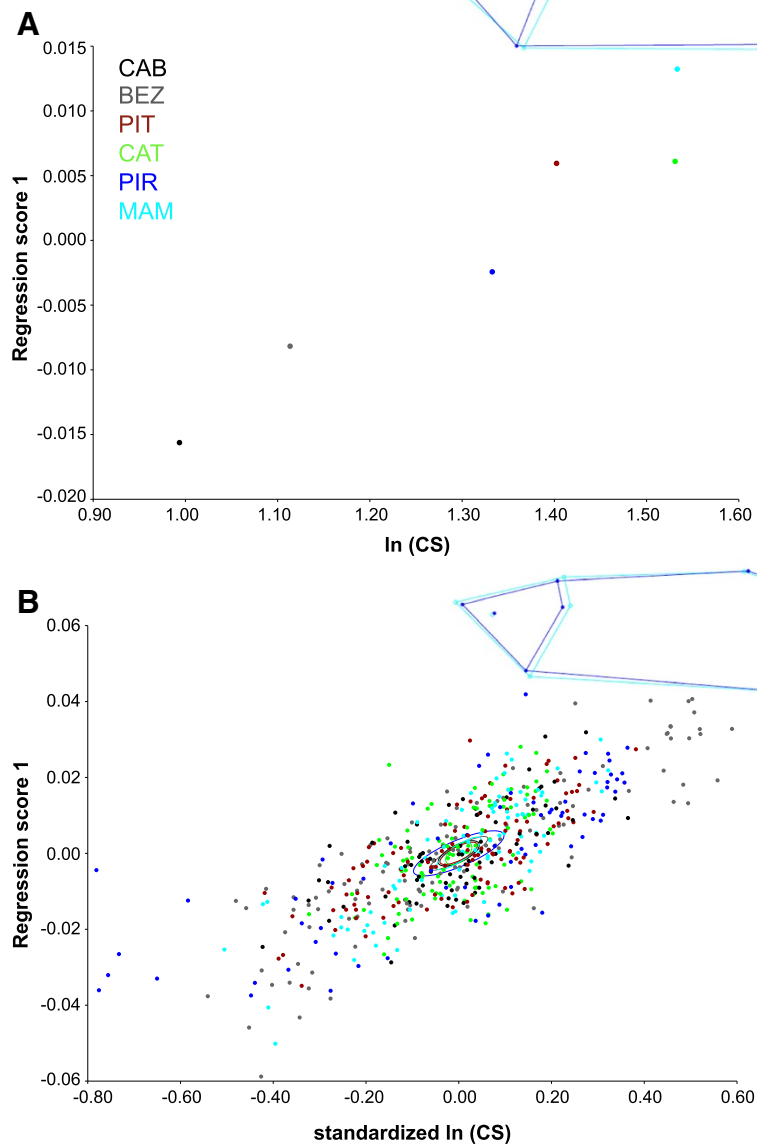 A
0.015
0.010
0.005
0.000
-0.005
-0.010
-0.015
-0.020
Regression score 1
CAB
BEZ
PIT
CAT
PIR
MAM
0.90 1.00 1.10 1.20 1.30 1.40 1.50 1.60
ln (CS)
B
0.06
0.04
0.02
0.00
-0.02
-0.04
-0.06
Regression score 1
-0.80 -0.60 -0.40 -0.20 0.00 0.20 0.40 0.60
standardized ln (CS)